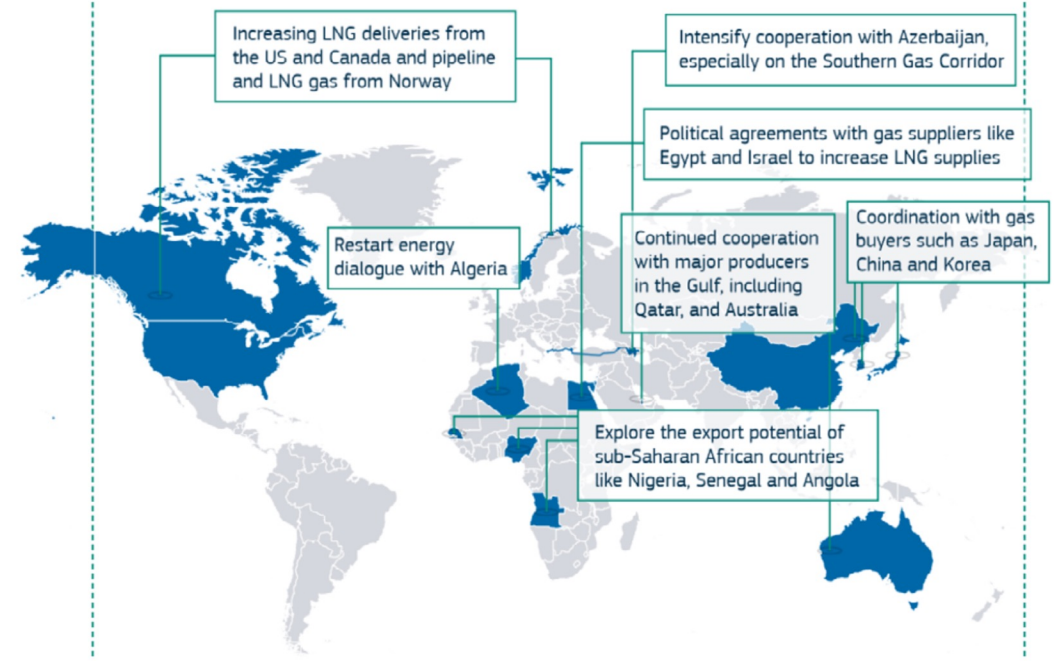 Increasing LNG deliveries from
the US and Canada and pipeline
and LNG gas from Norway
Intensify cooperation with Azerbaijan,
especially on the Southern Gas Corridor
Political agreements with gas suppliers like
Egypt and Israel to increase LNG supplies
Restart energy
dialogue with Algeria
Continued cooperation
with major producers
in the Gulf, including
Qatar, and Australia
Coordination with gas
buyers such as Japan,
China and Korea
Explore the export potential of
sub-Saharan African countries
like Nigeria, Senegal and Angola